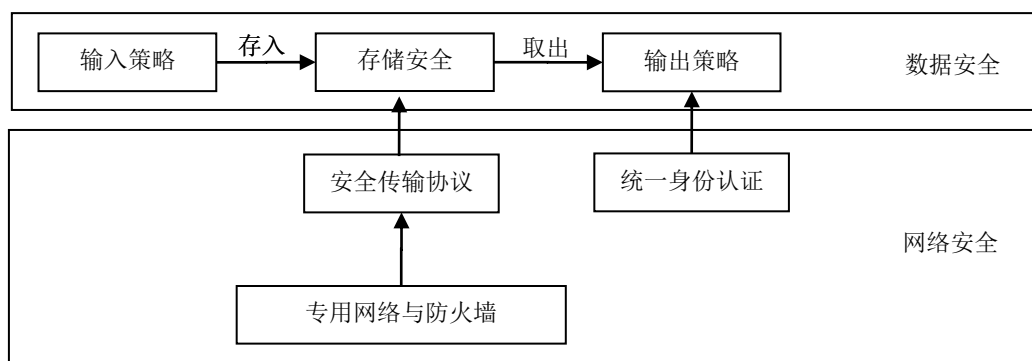 输入策略
存入
存储安全
取出
输出策略
数据安全
安全传输协议
统一身份认证
网络安全
专用网络与防火墙